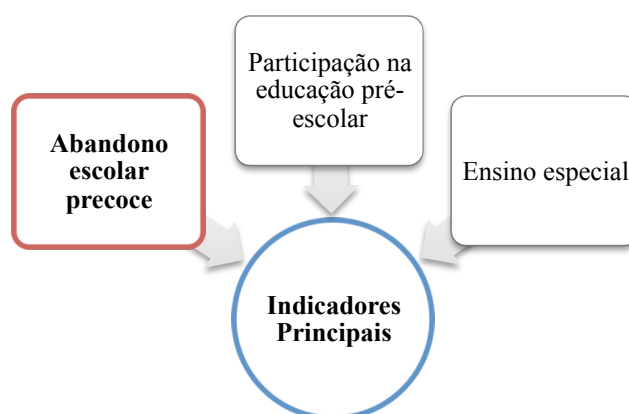 Participação na
educação pré-
escolar
Abandono
escolar
precoce
Ensino especial
Indicadores
Principais